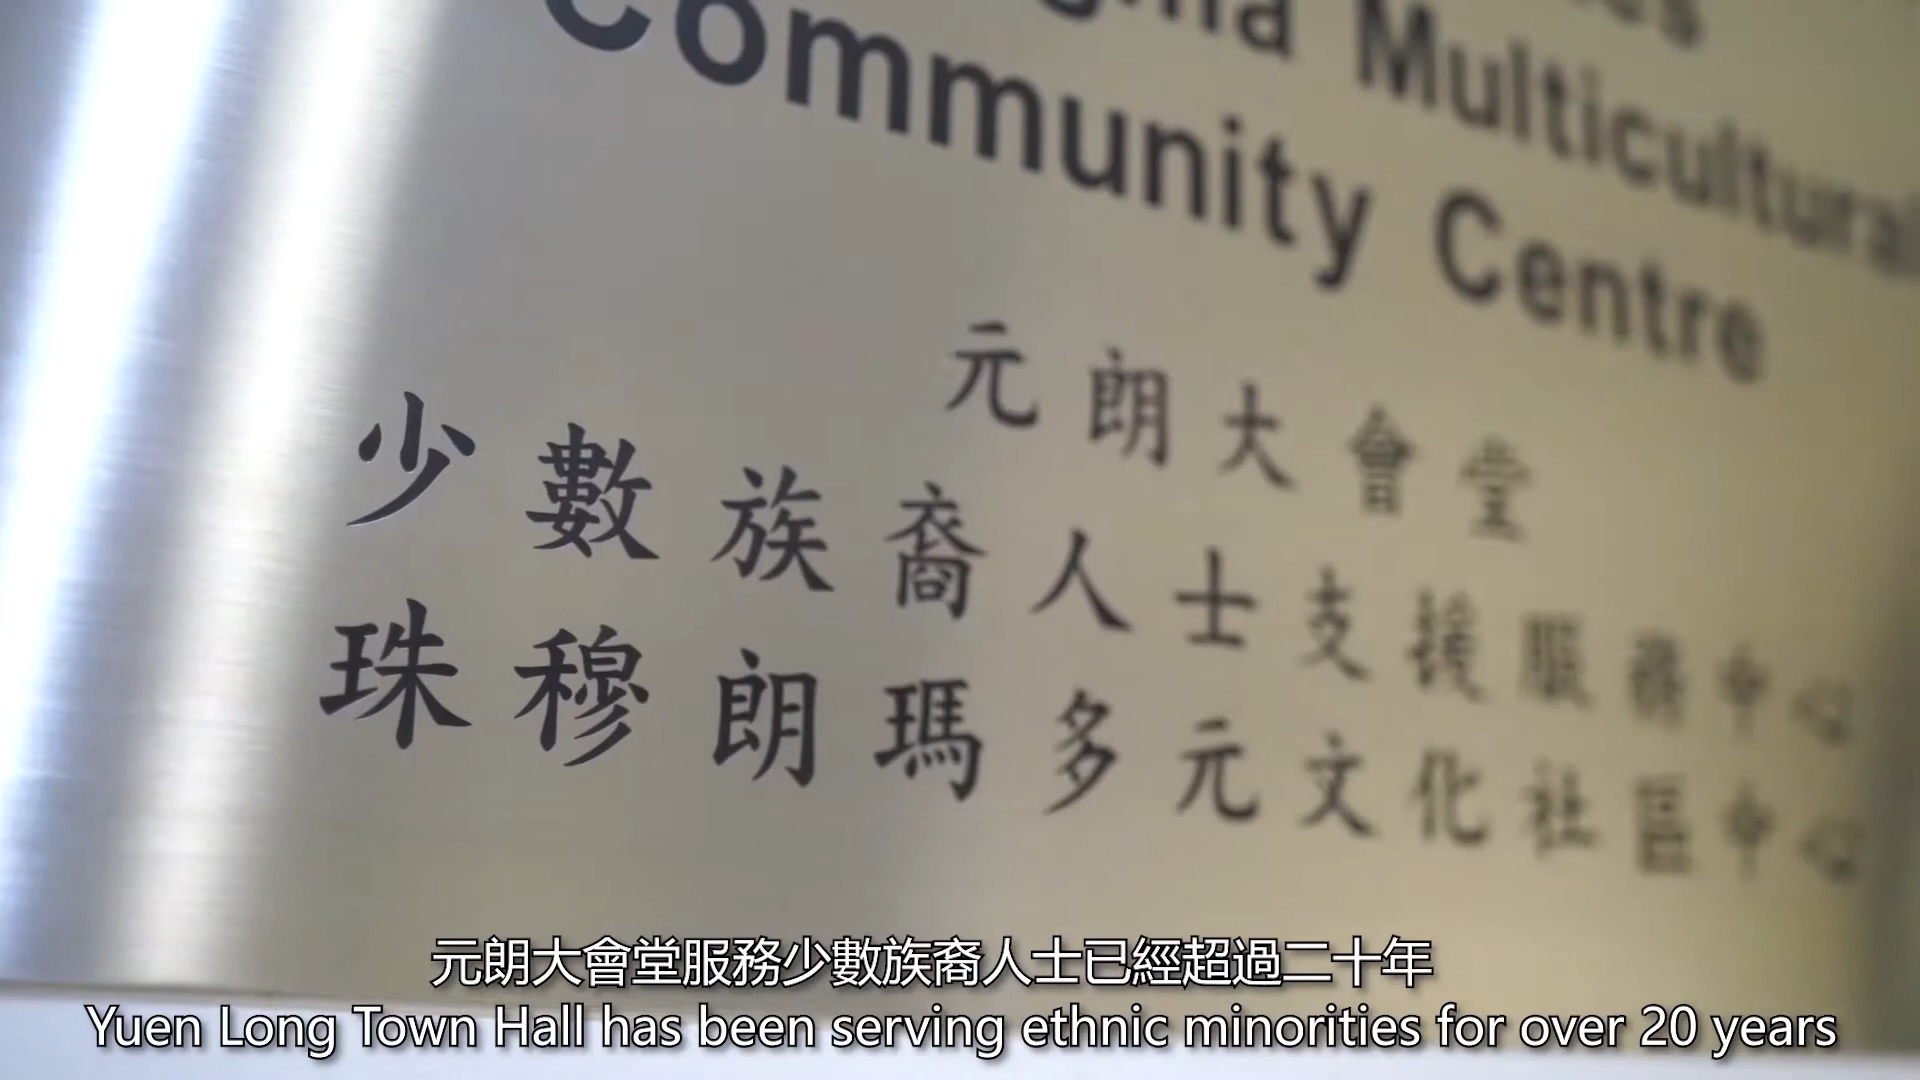 Multicultural
Community Centre
元朗大會堂
少數族裔人士支援服務中心
珠穆朗瑪多元文化社區中心
元朗大會堂服務少數族裔人士已經超過二十年
Yuen Long Town Hall has been serving ethnic minorities for over 20 years